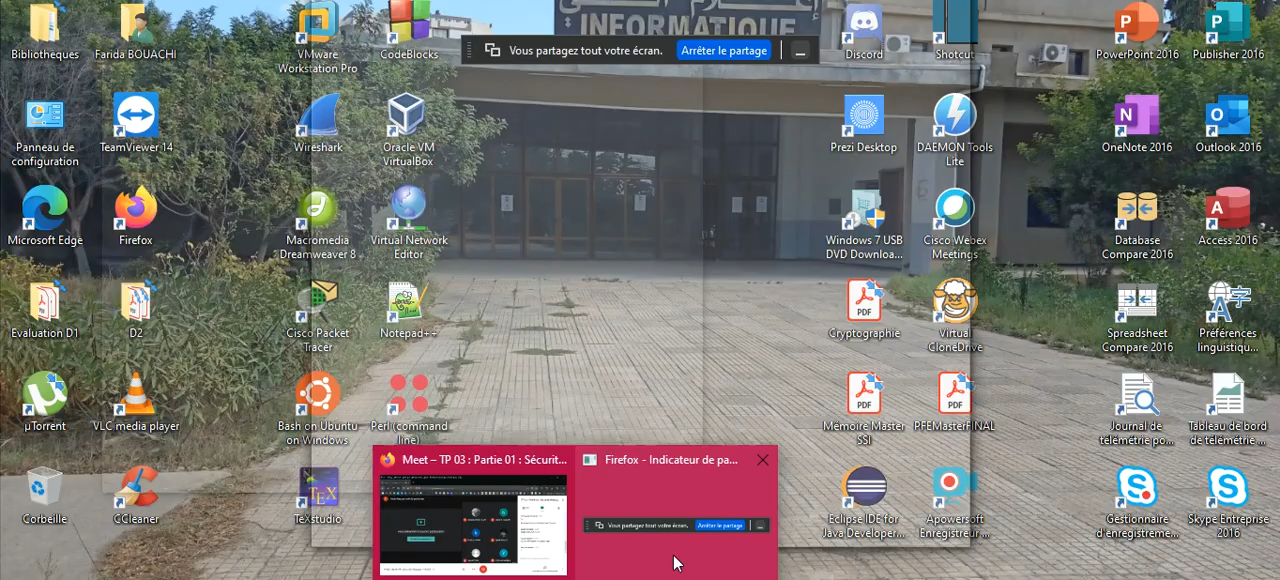 INFORMATIQUE
Vous partagez tout votre écran.
Arrêter le partage
Bibliotheques
Farida BOUACHI
VMware
Workstation Pro
CodeBlocks
Discord
Shotcut
PowerPoint 2016
Publisher 2016
Panneau de
configuration
TeamViewer 14
Wireshark
Oracle VM
VirtualBox
Prezi Desktop
DAEMON Tools
Lite
OneNote 2016
Outlook 2016
Microsoft Edge
Firefox
Macromedia
Dreamweaver 8
Virtual Network
Editor
Windows 7 USB
DVD Downloa...
Cisco Webex
Meetings
Database
Compare 2016
Access 2016
Evaluation D1
D2
Cisco Packet
Tracer
Notepad++
Cryptographie
Virtual
CloneDrive
Spreadsheet
Compare 2016
Préférences
linguistiqu...
µTorrent
VLC media player
Bash on Ubuntu
on Windows
Perl (command
line)
Mémoire Master
SSI
PFEMasterFINAL
Journal de
télémétrie po...
Tableau de bord
de télémétrie ...
Corbeille
CCleaner
TeXstudio
Eclipse IDE for
Java Developer...
Apowersoft
Enregistreur ...
Gestionnaire
d'enregistreme...
Skype Entreprise
2016
Meet – TP 03 : Partie 01 : Sécurit...
Firefox - Indicateur de pa...
Vous partagez tout votre écran.
Arrêter le partage